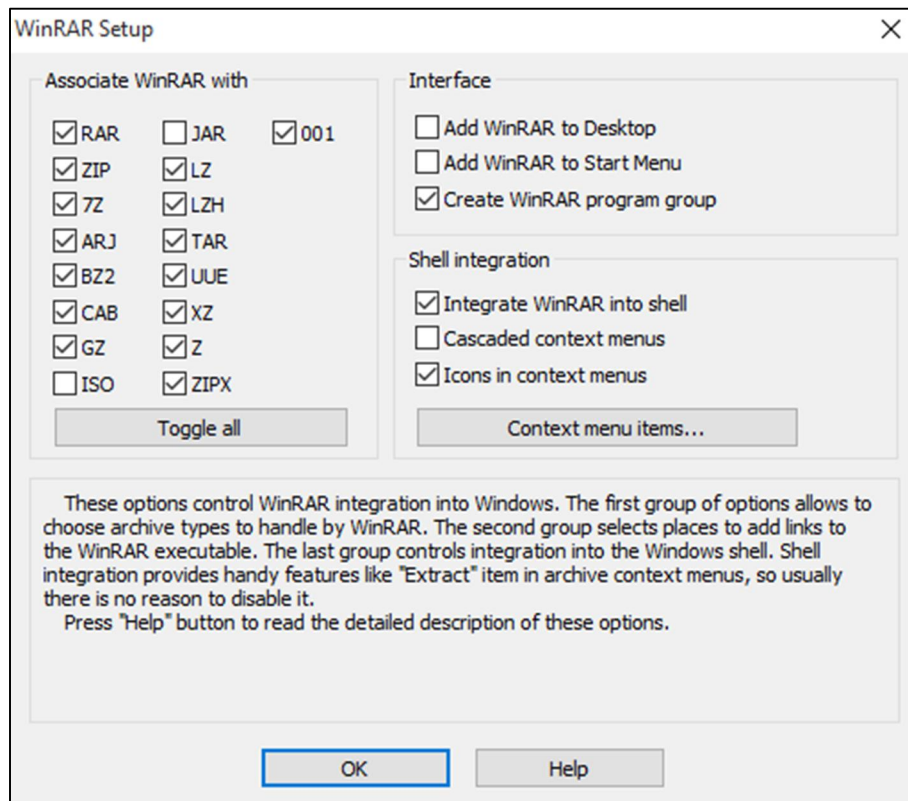 WinRAR Setup
Associate WinRAR with
RAR JAR 001
ZIP LZ
7Z LZH
ARJ TAR
BZ2 UUE
CAB XZ
GZ Z
ISO ZIPX
Toggle all
Interface
Add WinRAR to Desktop
Add WinRAR to Start Menu
Create WinRAR program group
Shell integration
Integrate WinRAR into shell
Cascaded context menus
Icons in context menus
Context menu items...
These options control WinRAR integration into Windows. The first group of options allows to
choose archive types to handle by WinRAR. The second group selects places to add links to
the WinRAR executable. The last group controls integration into the Windows shell. Shell
integration provides handy features like "Extract" item in archive context menus, so usually
there is no reason to disable it.
Press "Help" button to read the detailed description of these options.
OK Help